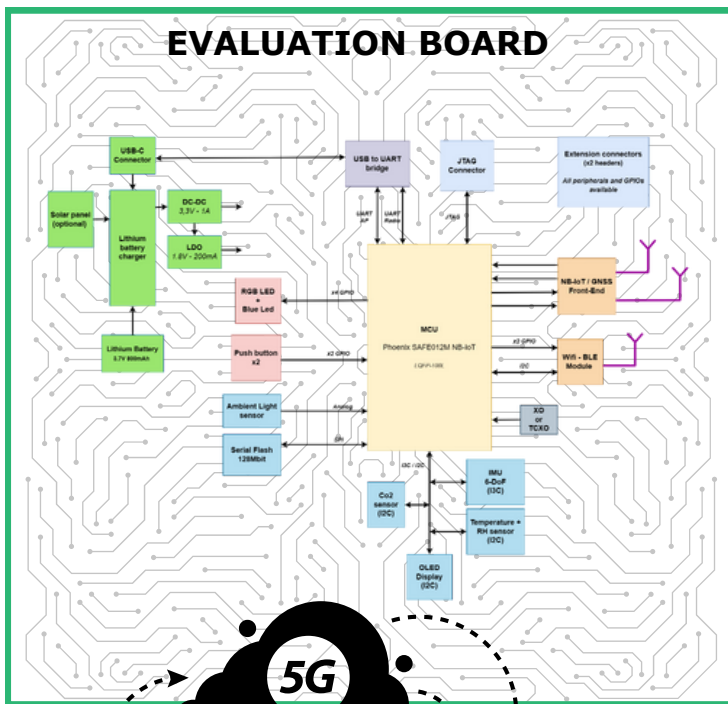 EVALUATION BOARD
USB-C
Connector
USB to UART
bridge
JTAG
Connector
Extension connectors
(x2 headers)
All peripherals and GPIOs
available
Solar panel
(optional)
Lithium
battery
charger
DC-DC
3,3V - 1A
LDO
1.8V - 200mA
UART
AP
UART
Radio
JTAG
RGB LED
+
Blue Led
x4 GPIO
MCU
Phoenix SAFE012M NB-IoT
NB-IoT / GNSS
Front-End
Lithium Battery
3.7V 800mAh
Push button
x2
x2 GPIO
x3 GPIO
I2C
Wifi - BLE
Module
Ambient Light
sensor
Analog
XO
or
TCXO
Serial Flash
128Mbit
SPI
I3C / I2C
Co2
sensor
(I2C)
IMU
6-DoF
(I3C)
Temperature +
RH sensor
(I2C)
OLED
Display
(I2C)
5G